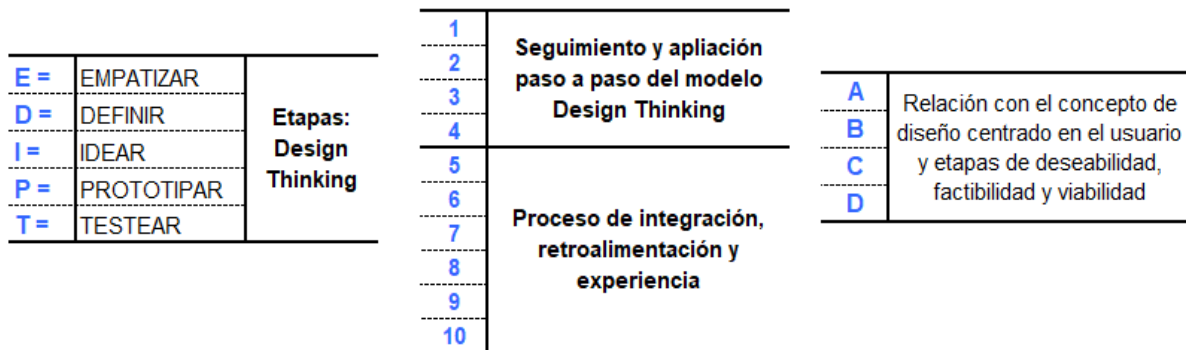 E = EMPATIZAR
D = DEFINIR
I = IDEAR
P = PROTOTIPAR
T = TESTEAR
Etapas:
Design
Thinking
1
2
3
4
Seguimiento y apliación
paso a paso del modelo
Design Thinking
5
6
7
8
9
10
Proceso de integración,
retroalimentación y
experiencia
A
B
C
D
Relación con el concepto de
diseño centrado en el usuario
y etapas de deseabilidad,
factibilidad y viabilidad